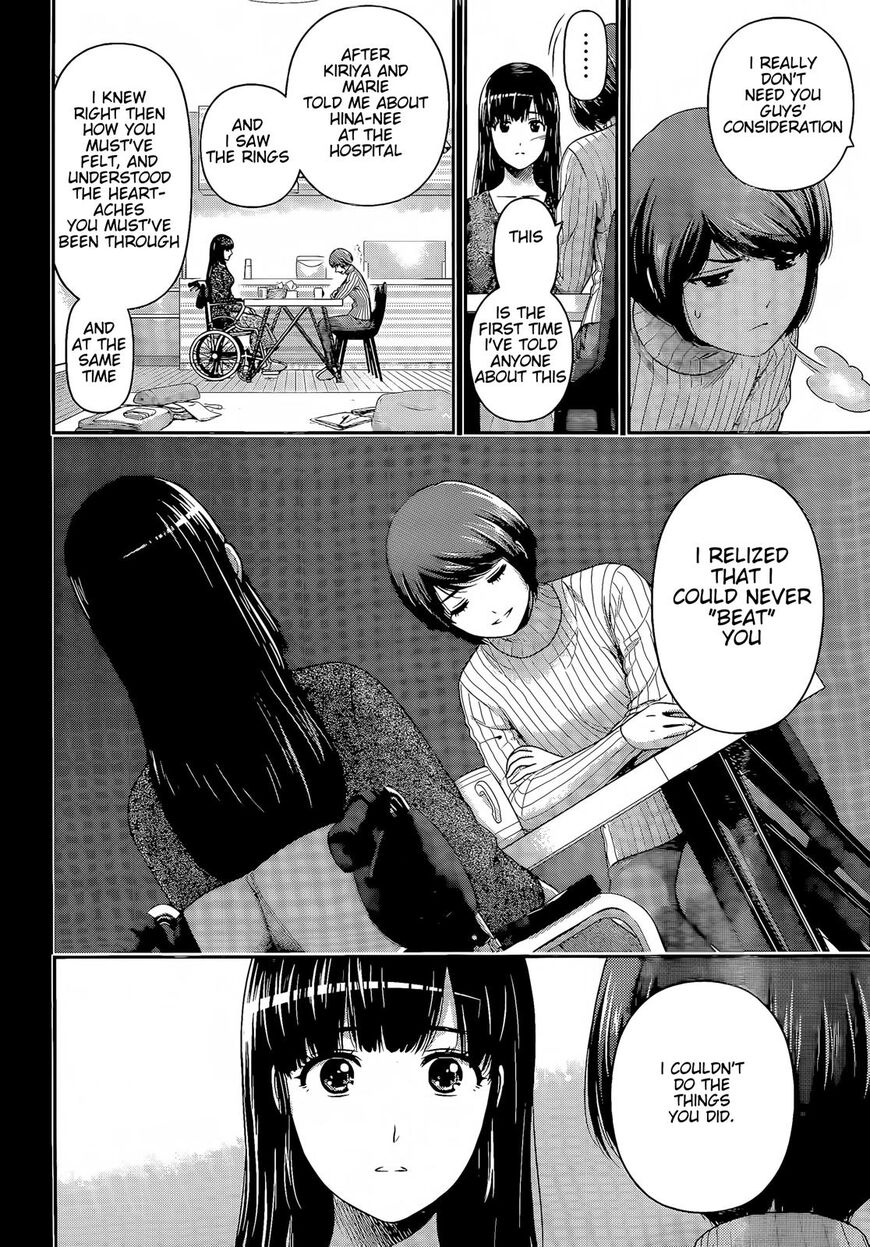 I REALLY
DON'T
NEED YOU
GUYS'
CONSIDERATION
......
THIS
IS THE
FIRST TIME
I'VE TOLD
ANYONE
ABOUT THIS
AFTER
KIRIYA AND
MARIE
TOLD ME ABOUT
HINA-NEE
AT THE
HOSPITAL
AND
I SAW
THE RINGS
I KNEW
RIGHT THEN
HOW YOU
MUST'VE
FELT, AND
UNDERSTOOD
THE HEART-
ACHES
YOU MUST'VE
BEEN THROUGH
AND
AT THE
SAME
TIME
I RELIZED
THAT I
COULD NEVER
"BEAT"
YOU
I COULDN'T
DO THE
THINGS
YOU DID.